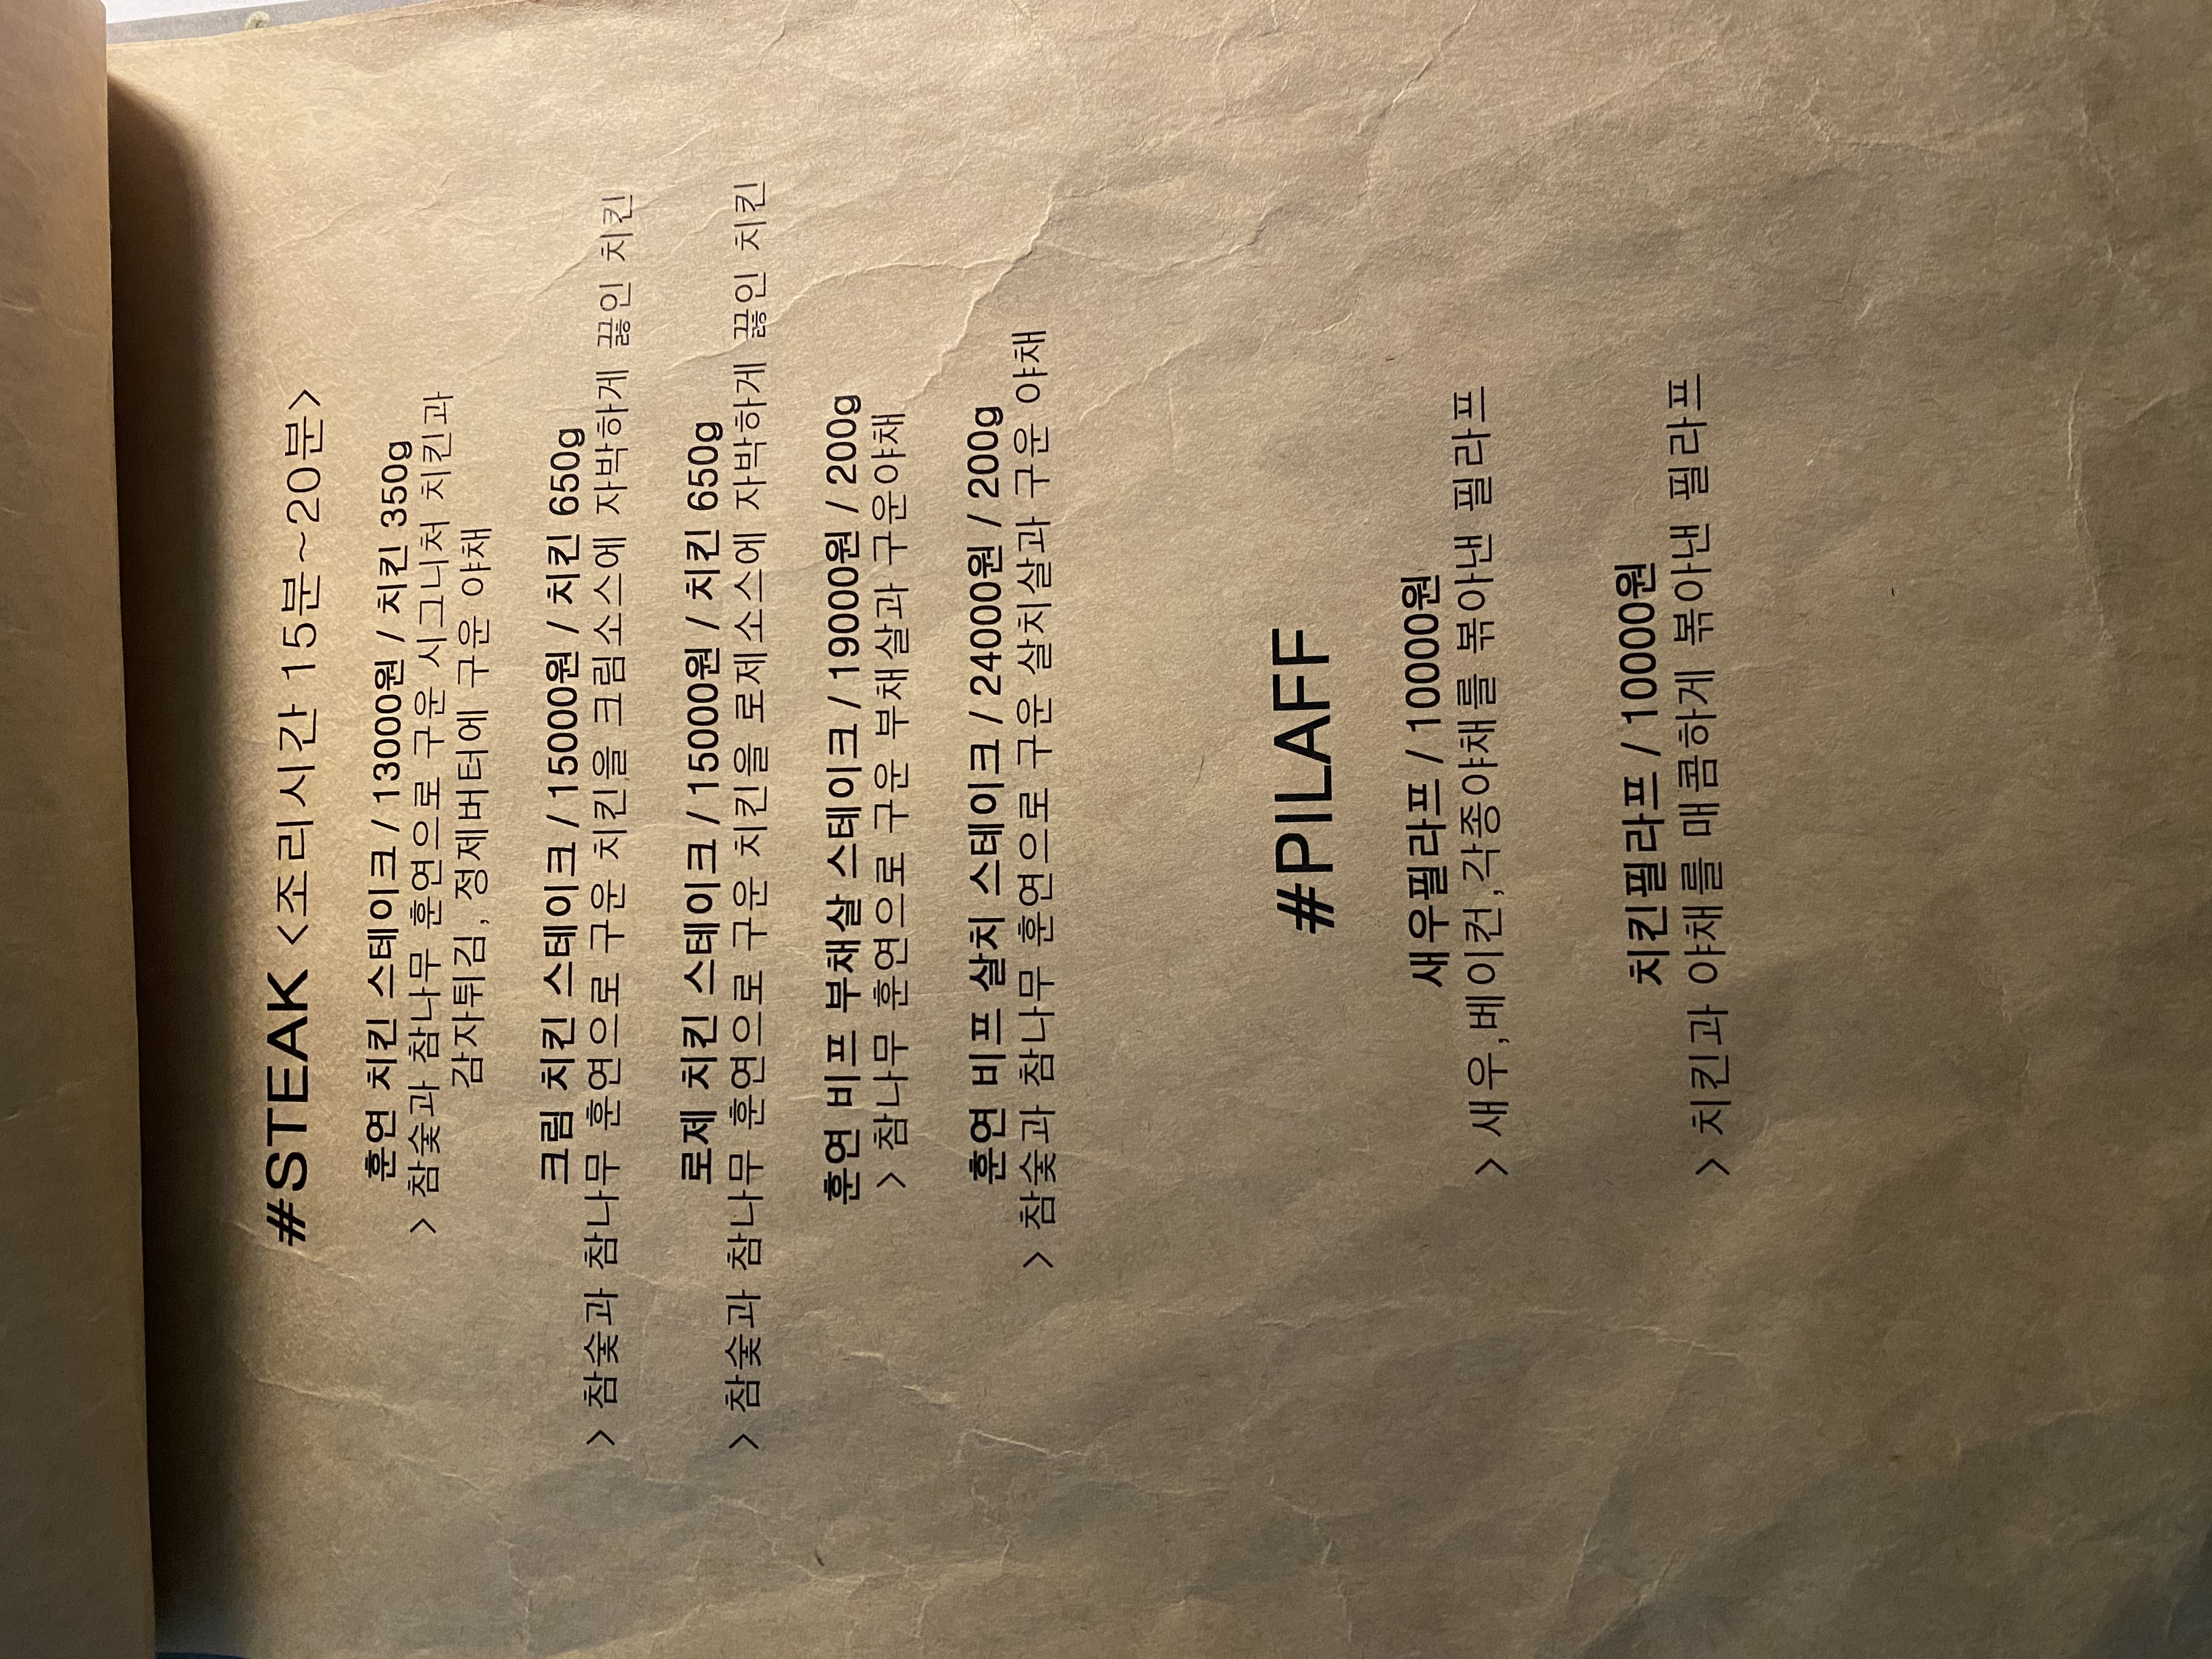 #STEAK <조리시간 15분~20분>
훈연 치킨 스테이크 / 13000원 / 치킨 350g
> 참숯과 참나무 훈연으로 구운 시그니처 치킨과
감자튀김, 정제버터에 구운 야채
크림 치킨 스테이크 / 15000원 / 치킨 650g
> 참숯과 참나무 훈연으로 구운 치킨을 크림소스에 자박하게 끓인 치킨
로제 치킨 스테이크 / 15000원 / 치킨 650g
> 참숯과 참나무 훈연으로 구운 치킨을 로제소스에 자박하게 끓인 치킨
훈연 비프 부채살 스테이크 / 19000원 / 200g
> 참나무 훈연으로 구운 부채살과 구운야채
훈연 비프 살치 스테이크 / 24000원 / 200g
> 참숯과 참나무 훈연으로 구운 살치살과 구운 야채
#PILAFF
새우필라프 / 10000원
> 새우,베이컨,각종야채를 볶아낸 필라프
치킨필라프 / 10000원
> 치킨과 야채를 매콤하게 볶아낸 필라프